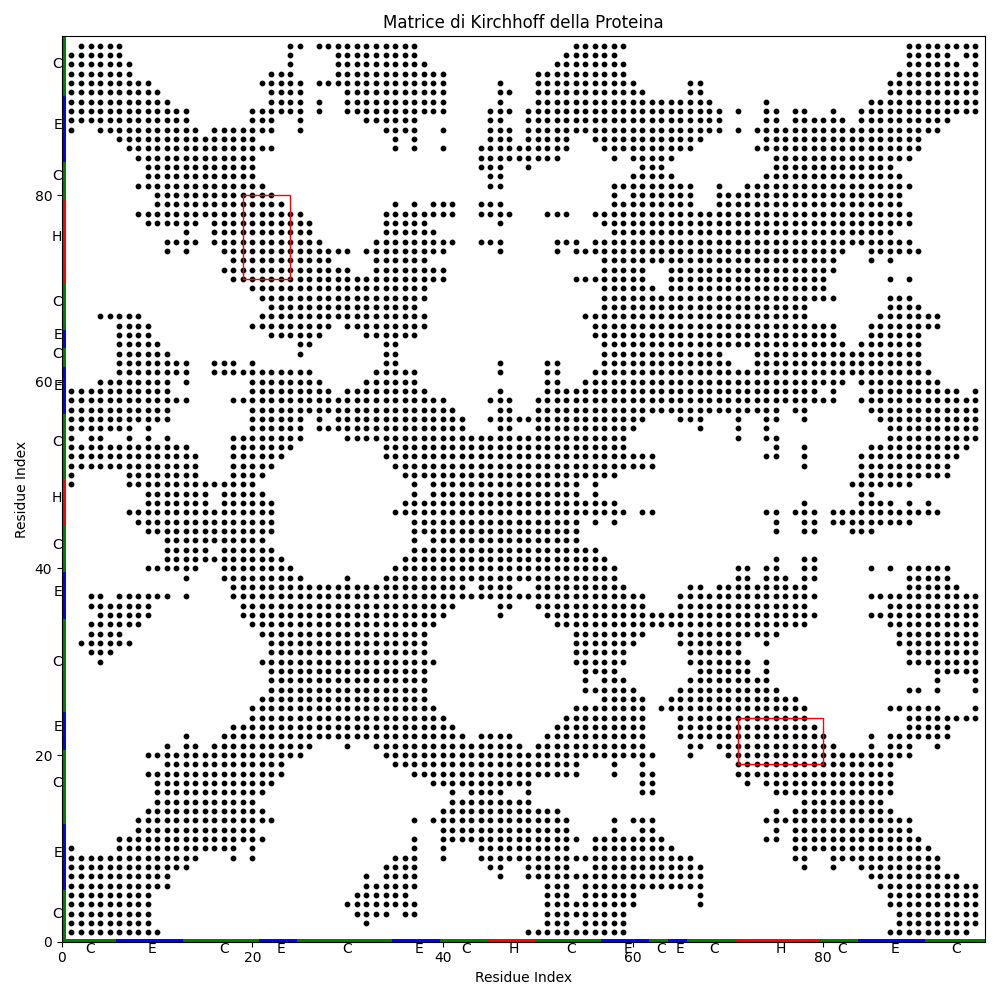 Matrice di Kirchhoff della Proteina
C
E
C
80
H
C
E
C
60
E
C
H
C
40
E
C
E
20
C
E
C
0
Residue Index
C E C E C E C H C E C E C H C E C
0 20 40 60 80
Residue Index